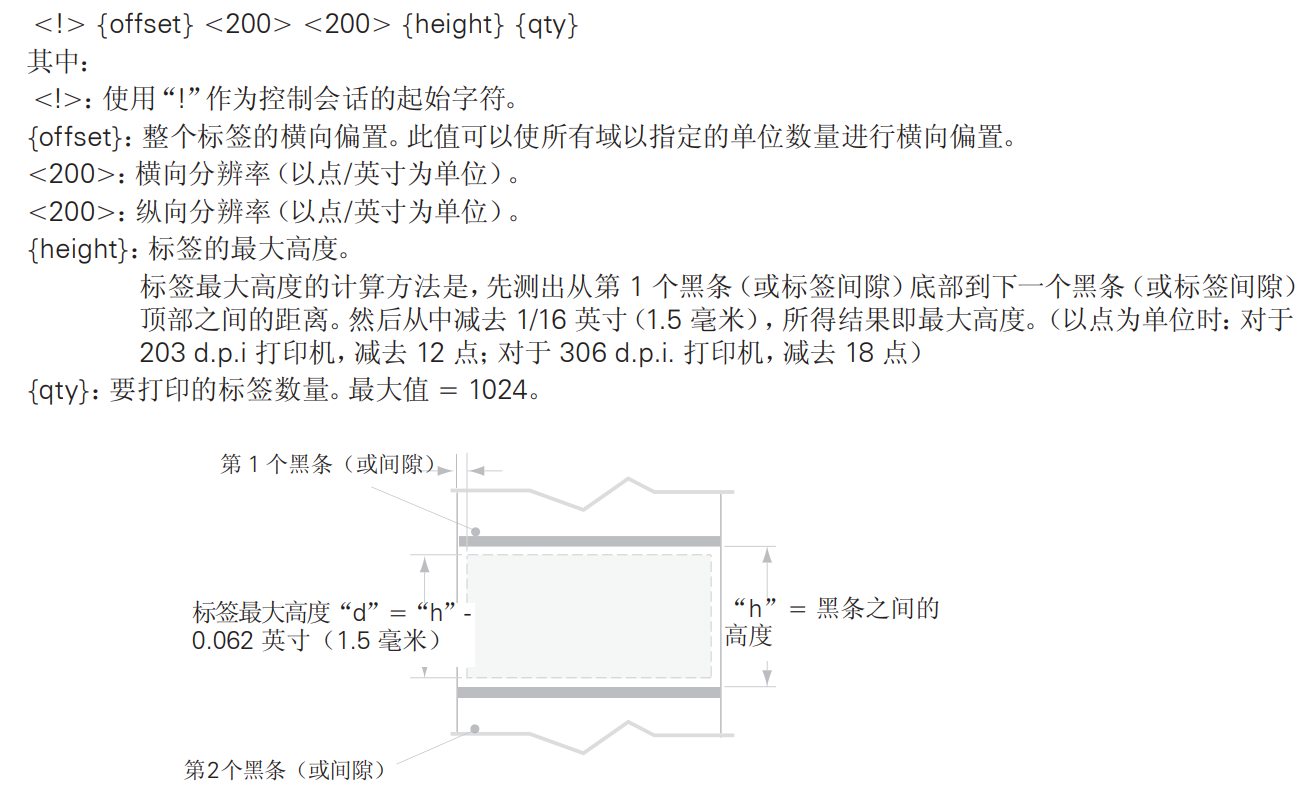 <!> {offset} <200> <200> {height} {qty}
其中:
<!>: 使用“!”作为控制会话的起始字符。
{offset}: 整个标签的横向偏置。此值可以使所有域以指定的单位数量进行横向偏置。
<200>: 横向分辨率（以点/英寸为单位）。
<200>: 纵向分辨率（以点/英寸为单位）。
{height}: 标签的最大高度。
标签最大高度的计算方法是, 先测出从第 1 个黑条（或标签间隙）底部到下一个黑条（或标签间隙）
顶部之间的距离。然后从中减去 1/16 英寸（1.5 毫米）, 所得结果即最大高度。（以点为单位时: 对于
203 d.p.i 打印机, 减去 12 点; 对于 306 d.p.i. 打印机, 减去 18 点）
{qty}: 要打印的标签数量。最大值 = 1024。
第 1 个黑条（或间隙）
标签最大高度 “d” = “h” -
0.062 英寸（1.5 毫米）
“h” = 黑条之间的
高度
第2个黑条（或间隙）